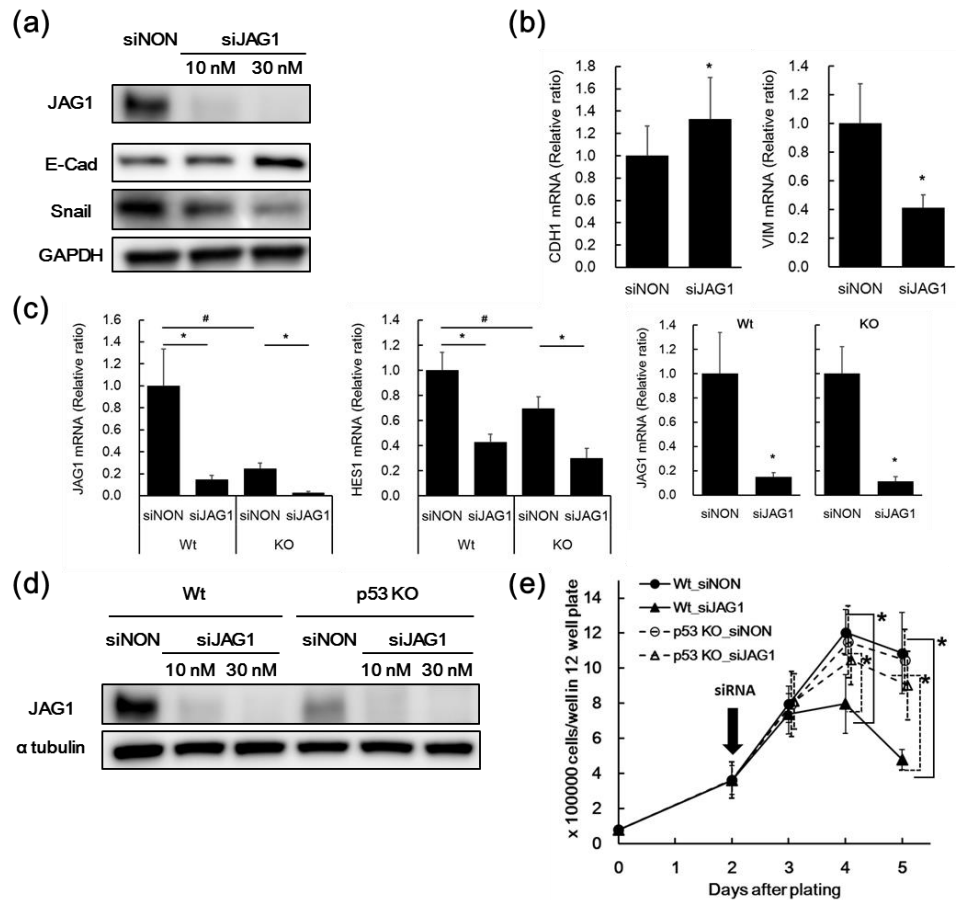 (a)
siNON siJAG1
10 nM 30 nM
JAG1
E-Cad
Snail
GAPDH
(b)
CDH1 mRNA (Relative ratio)
1.8
1.6
1.4
1.2
1.0
0.8
0.6
0.4
0.2
0.0
*
siNON siJAG1
VIM mRNA (Relative ratio)
1.4
1.2
1.0
0.8
0.6
0.4
0.2
0.0
*
siNON siJAG1
(c)
JAG1 mRNA (Relative ratio)
1.6
1.4
1.2
1.0
0.8
0.6
0.4
0.2
0.0
#
* *
siNON siJAG1 siNON siJAG1
Wt KO
HES1 mRNA (Relative ratio)
1.6
1.4
1.2
1.0
0.8
0.6
0.4
0.2
0.0
#
* *
siNON siJAG1 siNON siJAG1
Wt KO
JAG1 mRNA (Relative ratio)
1.6
1.4
1.2
1.0
0.8
0.6
0.4
0.2
0.0
Wt KO
* *
siNON siJAG1 siNON siJAG1
(d)
Wt p53 KO
siNON siJAG1 siNON siJAG1
10 nM 30 nM 10 nM 30 nM
JAG1
α tubulin
(e)
x 100000 cells/well in 12 well plate
14
12
10
8
6
4
2
0
Wt_siNON
Wt_siJAG1
p53 KO_siNON
p53 KO_siJAG1
siRNA
* *
* *
0 1 2 3 4 5
Days after plating